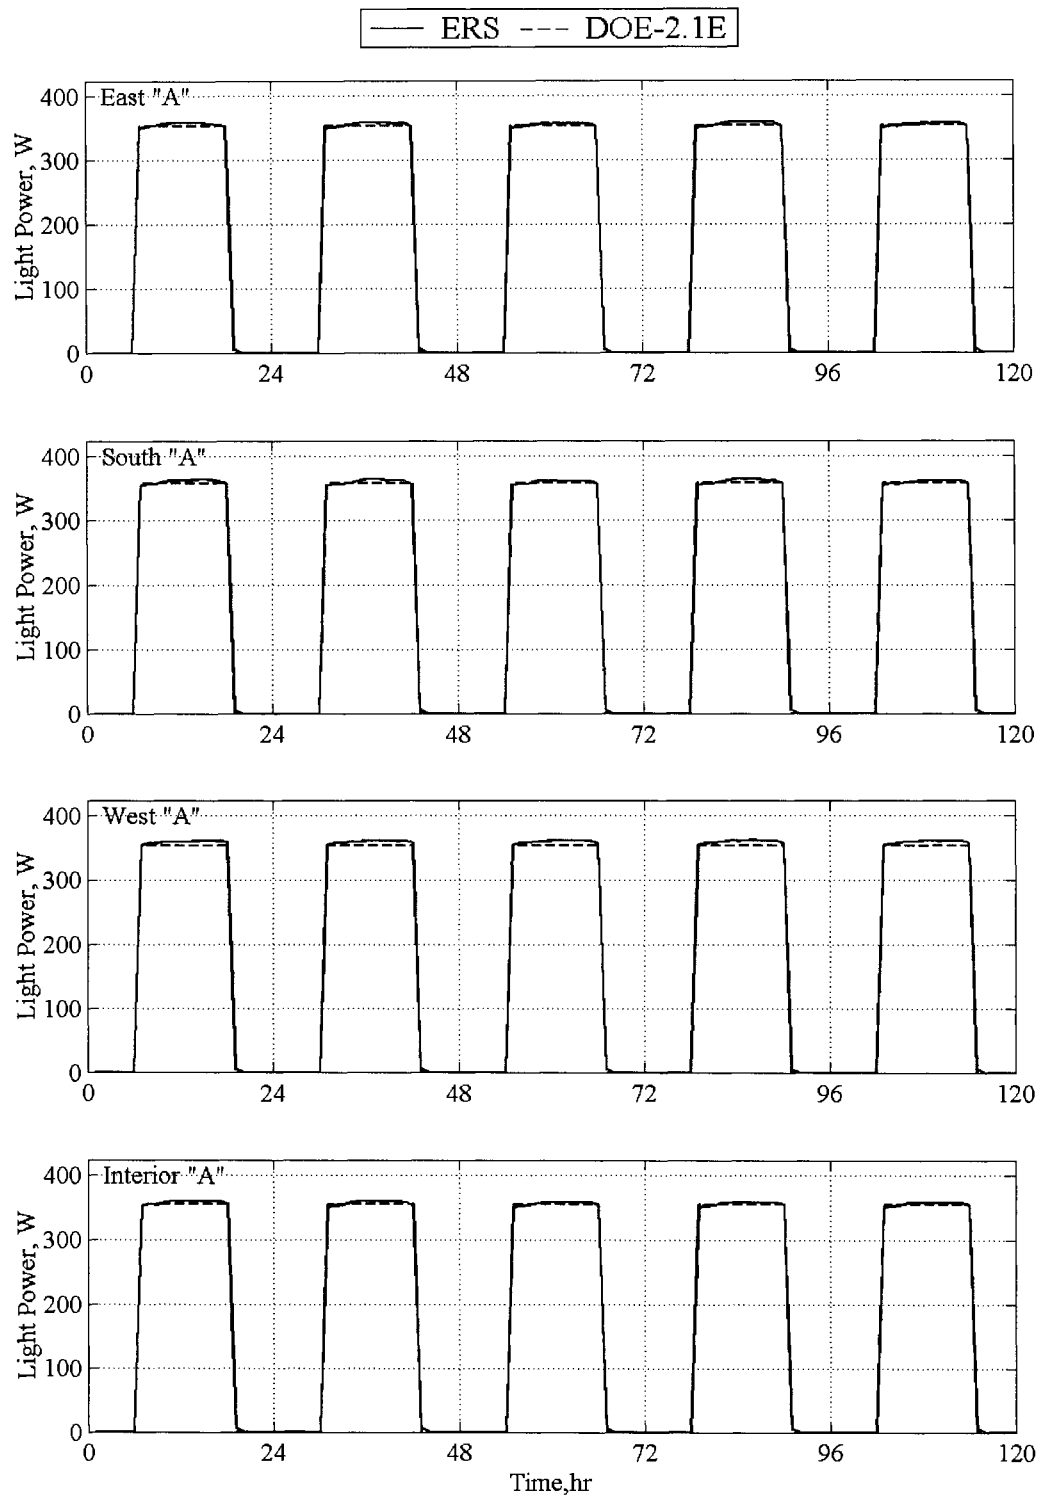 ERS DOE-2.1E
East "A"
Light Power, W
400
300
200
100
0
0 24 48 72 96 120
South "A"
Light Power, W
400
300
200
100
0
0 24 48 72 96 120
West "A"
Light Power, W
400
300
200
100
0
0 24 48 72 96 120
Interior "A"
Light Power, W
400
300
200
100
0
0 24 48 72 96 120
Time,hr